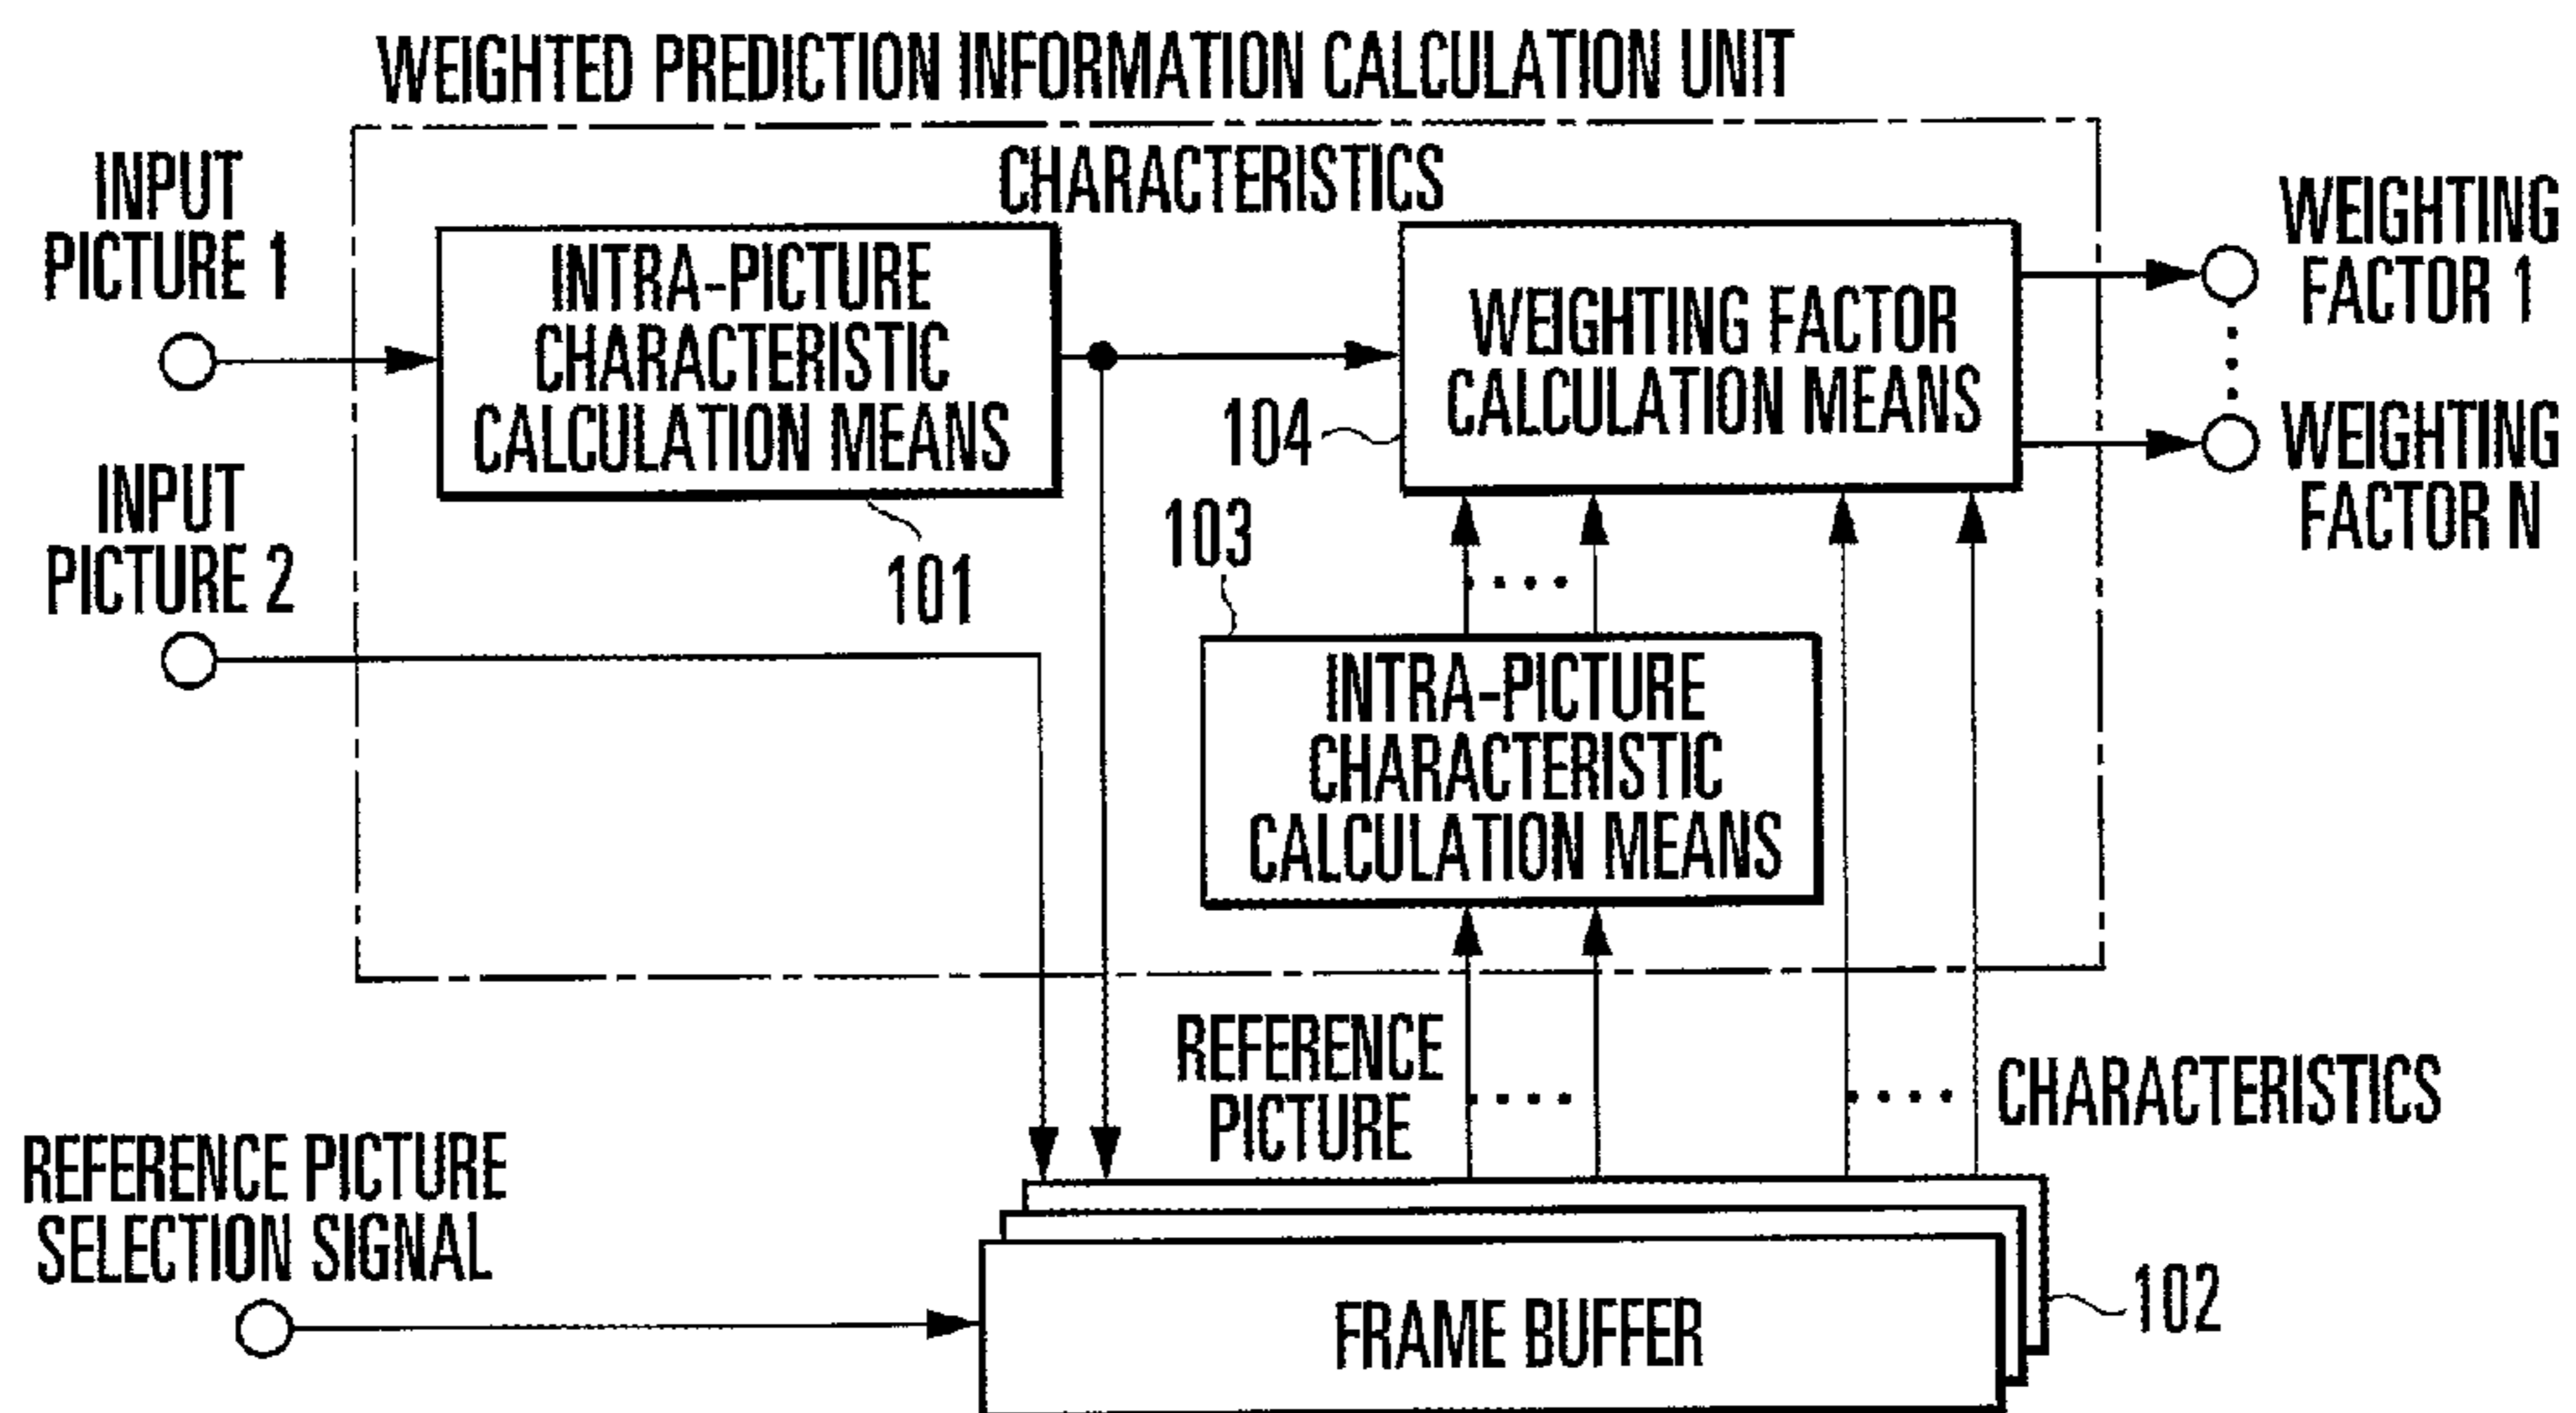 WEIGHTED PREDICTION INFORMATION CALCULATION UNIT
INPUT
PICTURE 1
CHARACTERISTICS
INTRA-PICTURE
CHARACTERISTIC
CALCULATION MEANS
101
WEIGHTING FACTOR
CALCULATION MEANS
104
WEIGHTING
FACTOR 1
WEIGHTING
FACTOR N
INPUT
PICTURE 2
103
INTRA-PICTURE
CHARACTERISTIC
CALCULATION MEANS
REFERENCE
PICTURE
CHARACTERISTICS
REFERENCE PICTURE
SELECTION SIGNAL
FRAME BUFFER
102